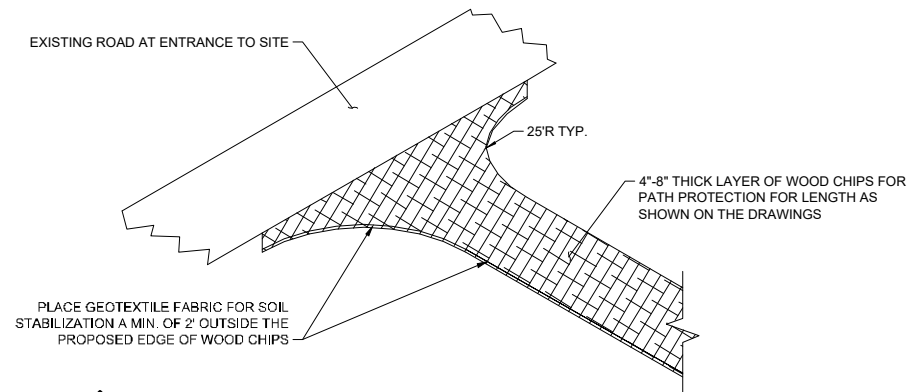 EXISTING ROAD AT ENTRANCE TO SITE
25'R TYP.
4"-8" THICK LAYER OF WOOD CHIPS FOR
PATH PROTECTION FOR LENGTH AS
SHOWN ON THE DRAWINGS
PLACE GEOTEXTILE FABRIC FOR SOIL
STABILIZATION A MIN. OF 2' OUTSIDE THE
PROPOSED EDGE OF WOOD CHIPS